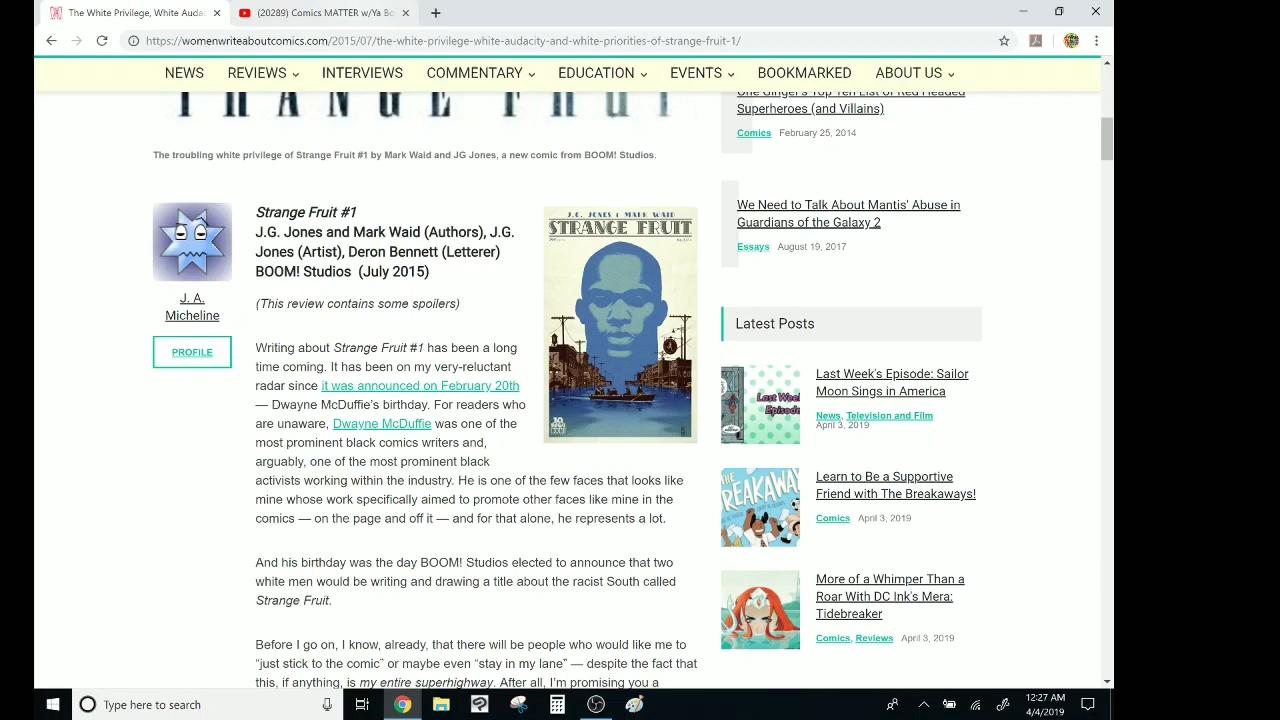 The White Privilege, White Auda
(20289) Comics MATTER w/Ya Bo
https://womenwriteaboutcomics.com/2015/07/the-white-privilege-white-audacity-and-white-priorities-of-strange-fruit-1/
NEWS REVIEWS INTERVIEWS COMMENTARY EDUCATION EVENTS BOOKMARKED ABOUT US
TRANGE FRUIT
The troubling white privilege of Strange Fruit #1 by Mark Waid and JG Jones, a new comic from BOOM! Studios.
J. A.
Micheline
PROFILE
Strange Fruit #1
J.G. Jones and Mark Waid (Authors), J.G.
Jones (Artist), Deron Bennett (Letterer)
BOOM! Studios (July 2015)
(This review contains some spoilers)
Writing about Strange Fruit #1 has been a long
time coming. It has been on my very-reluctant
radar since it was announced on February 20th
— Dwayne McDuffie's birthday. For readers who
are unaware, Dwayne McDuffie was one of the
most prominent black comics writers and,
arguably, one of the most prominent black
activists working within the industry. He is one of the few faces that looks like
mine whose work specifically aimed to promote other faces like mine in the
comics — on the page and off it — and for that alone, he represents a lot.
And his birthday was the day BOOM! Studios elected to announce that two
white men would be writing and drawing a title about the racist South called
Strange Fruit.
Before I go on, I know, already, that there will be people who would like me to
“just stick to the comic” or maybe even “stay in my lane” — despite the fact that
this, if anything, is my entire superhighway. After all, I'm promising you a
J.G. JONES & MARK WAID
STRANGE FRUIT
One Ginger's Top Ten List of Red Headed
Superheroes (and Villains)
Comics February 25, 2014
We Need to Talk About Mantis' Abuse in
Guardians of the Galaxy 2
Essays August 19, 2017
Latest Posts
Last Week
Episode
Last Week's Episode: Sailor
Moon Sings in America
News, Television and Film
April 3, 2019
THE
BREAKAWA
Learn to Be a Supportive
Friend with The Breakaways!
Comics April 3, 2019
More of a Whimper Than a
Roar With DC Ink's Mera:
Tidebreaker
Comics, Reviews April 3, 2019
Type here to search
12:27 AM
4/4/2019